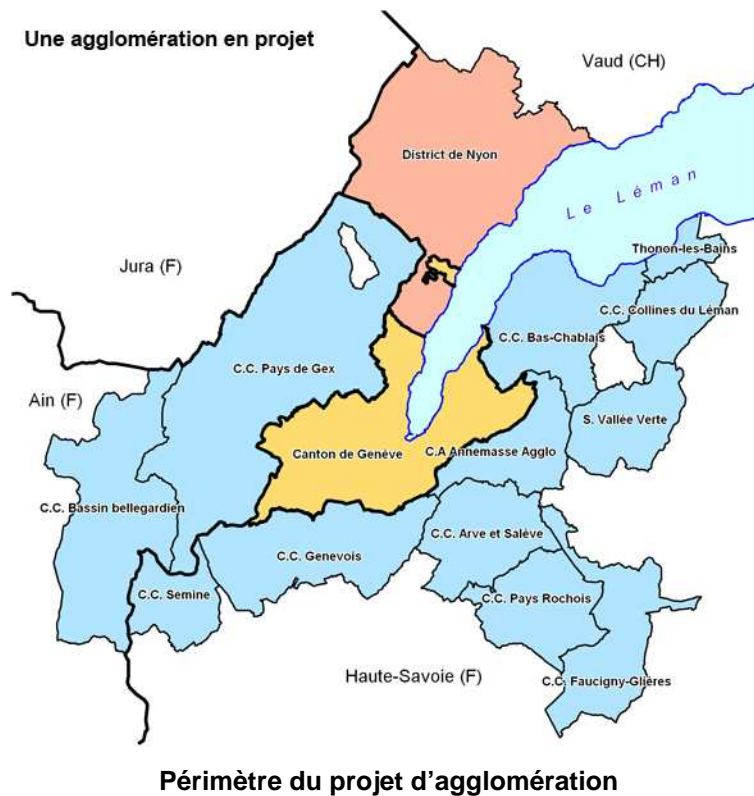 Une agglomération en projet
Vaud (CH)
District de Nyon
Le Léman
Thonon-les-Bains
Jura (F)
C.C. Collines du Léman
C.C. Bas-Chablais
C.C. Pays de Gex
Ain (F)
S. Vallée Verte
Canton de Genève
C.A Annemasse Agglo
C.C. Bassin bellegardien
C.C. Arve et Salève
C.C. Genevois
C.C. Semine
C.C. Pays Rochois
Haute-Savoie (F)
C.C. Faucigny-Glières
Périmètre du projet d’agglomération